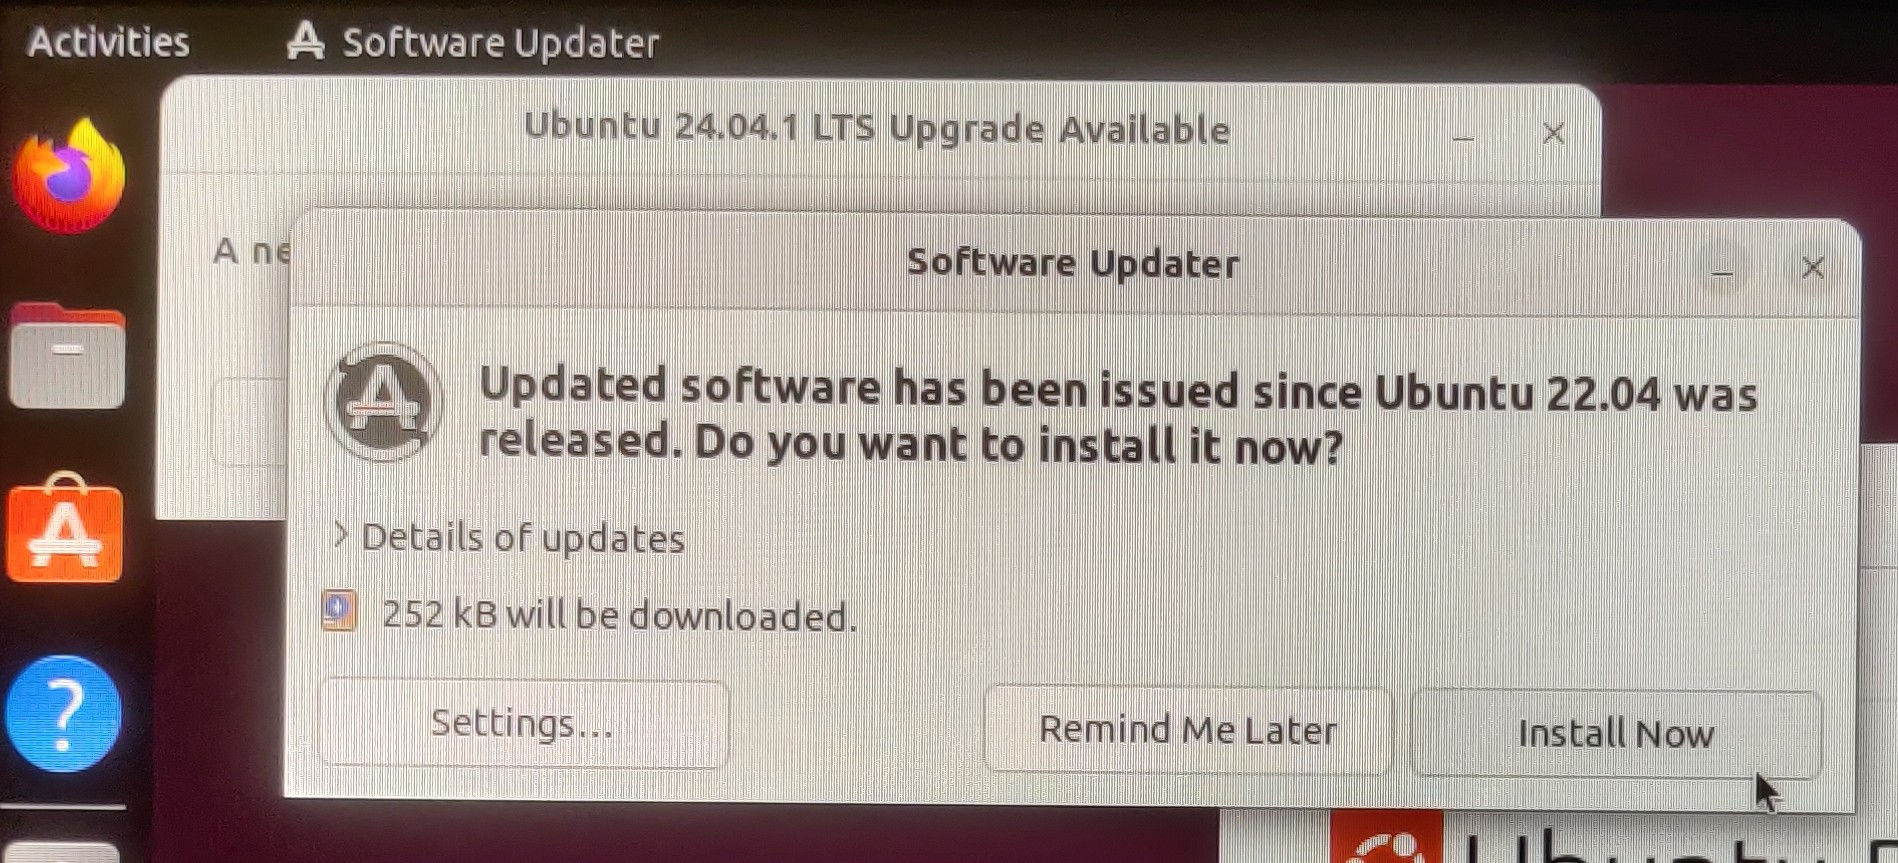 Activities
Software Updater
Ubuntu 24.04.1 LTS Upgrade Available
A ne
Software Updater
Updated software has been issued since Ubuntu 22.04 was
released. Do you want to install it now?
Details of updates
252 kB will be downloaded.
Settings...
Remind Me Later
Install Now